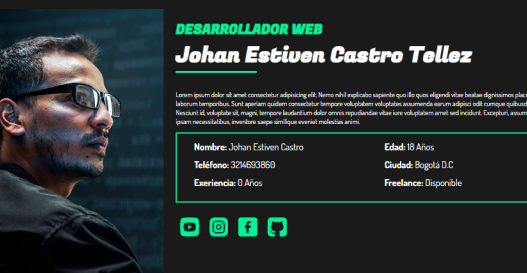 DESARROLLADOR WEB
Johan Estiven Castro Tellez
Lorem ipsum dolor sit amet consectetur adipisicing elit. Nemo nihil explicabo sapiente quo illo quos eligendi vitae beatae dignissimos
laborum temporibus. Sunt aperiam quidem consectetur tempore voluptatem voluptates assumenda earum adipisci odit cumque
Nesciunt id, voluptate sit, magni, tempore laudantium dolor omnis repudiandae vitae iure voluptatem amet sed incidunt. Excepturi,
ipsam necessitatibus, inventore saepe similique eveniet molestias animi.
Nombre: Johan Estiven Castro Edad: 18 Años
Teléfono: 3214693860 Ciudad: Bogotá D.C
Exeriencia: 0 Años Freelance: Disponible